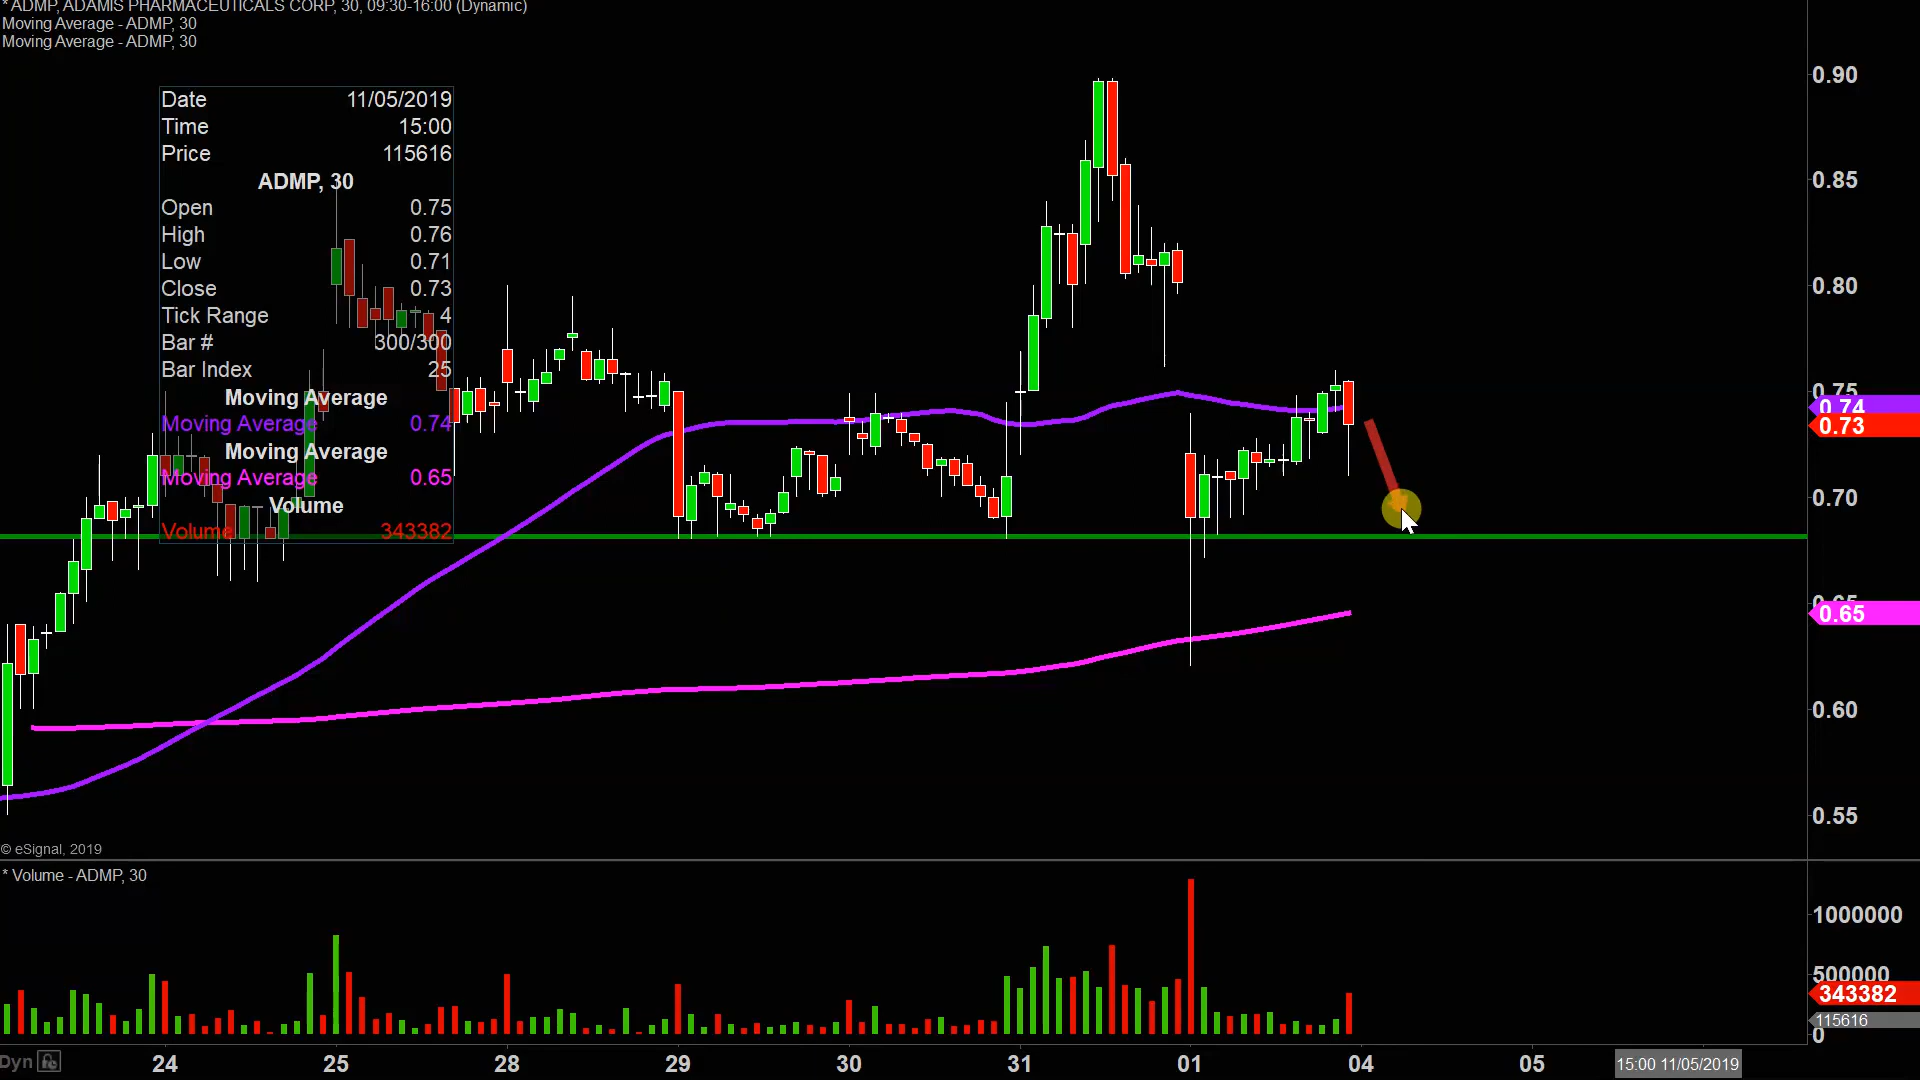 * ADMP, ADAMIS PHARMACEUTICALS CORP, 30, 09:30-16:00 (Dynamic)
Moving Average - ADMP, 30
Moving Average - ADMP, 30
Date 11/05/2019
Time 15:00
Price 115616
ADMP, 30
Open 0.75
High 0.76
Low 0.71
Close 0.73
Tick Range 4
Bar # 300/300
Bar Index 25
Moving Average
Moving Average 0.74
Moving Average
Moving Average 0.65
Volume
Volume 343382
0.90
0.85
0.80
0.75
0.74
0.73
0.70
0.65
0.65
0.60
0.55
© eSignal, 2019
* Volume - ADMP, 30
1000000
500000
343382
115616
0
Dyn 24 25 28 29 30 31 01 04 05 15:00 11/05/2019